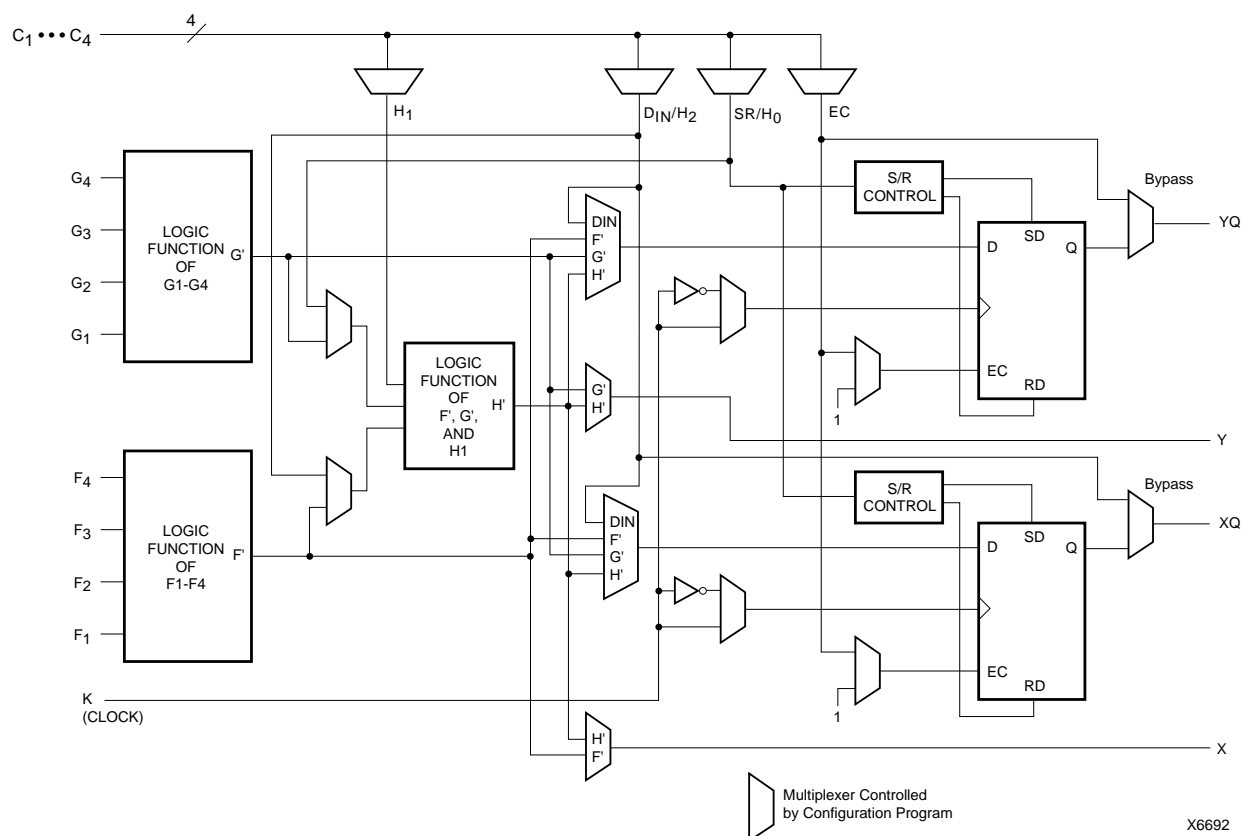 C1 ••• C4
4
H1
DIN/H2
SR/H0
EC
G4
G3
G2
G1
LOGIC
FUNCTION
OF
G1-G4
G'
DIN
F'
G'
H'
S/R
CONTROL
Bypass
D
SD
Q
YQ
EC
RD
1
LOGIC
FUNCTION
OF
F', G',
AND
H1
H'
G'
H'
Y
F4
F3
F2
F1
LOGIC
FUNCTION
OF
F1-F4
F'
DIN
F'
G'
H'
S/R
CONTROL
Bypass
D
SD
Q
XQ
EC
RD
1
K
(CLOCK)
H'
F'
X
Multiplexer Controlled
by Configuration Program
X6692